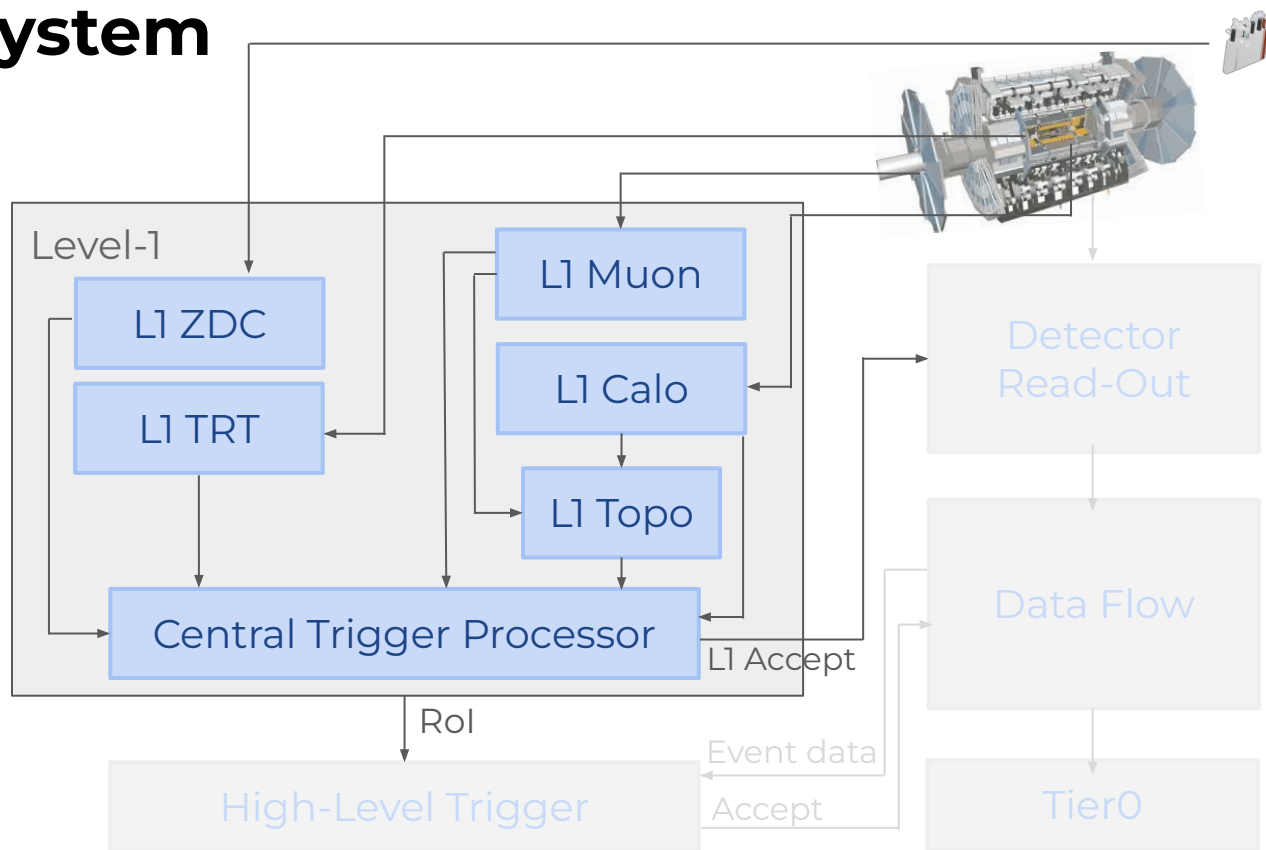 ystem
Level-1
L1 Muon
L1 ZDC
L1 Calo
L1 TRT
L1 Topo
Central Trigger Processor
L1 Accept
RoI
Detector
Read-Out
Data Flow
Event data
High-Level Trigger
Accept
Tier0